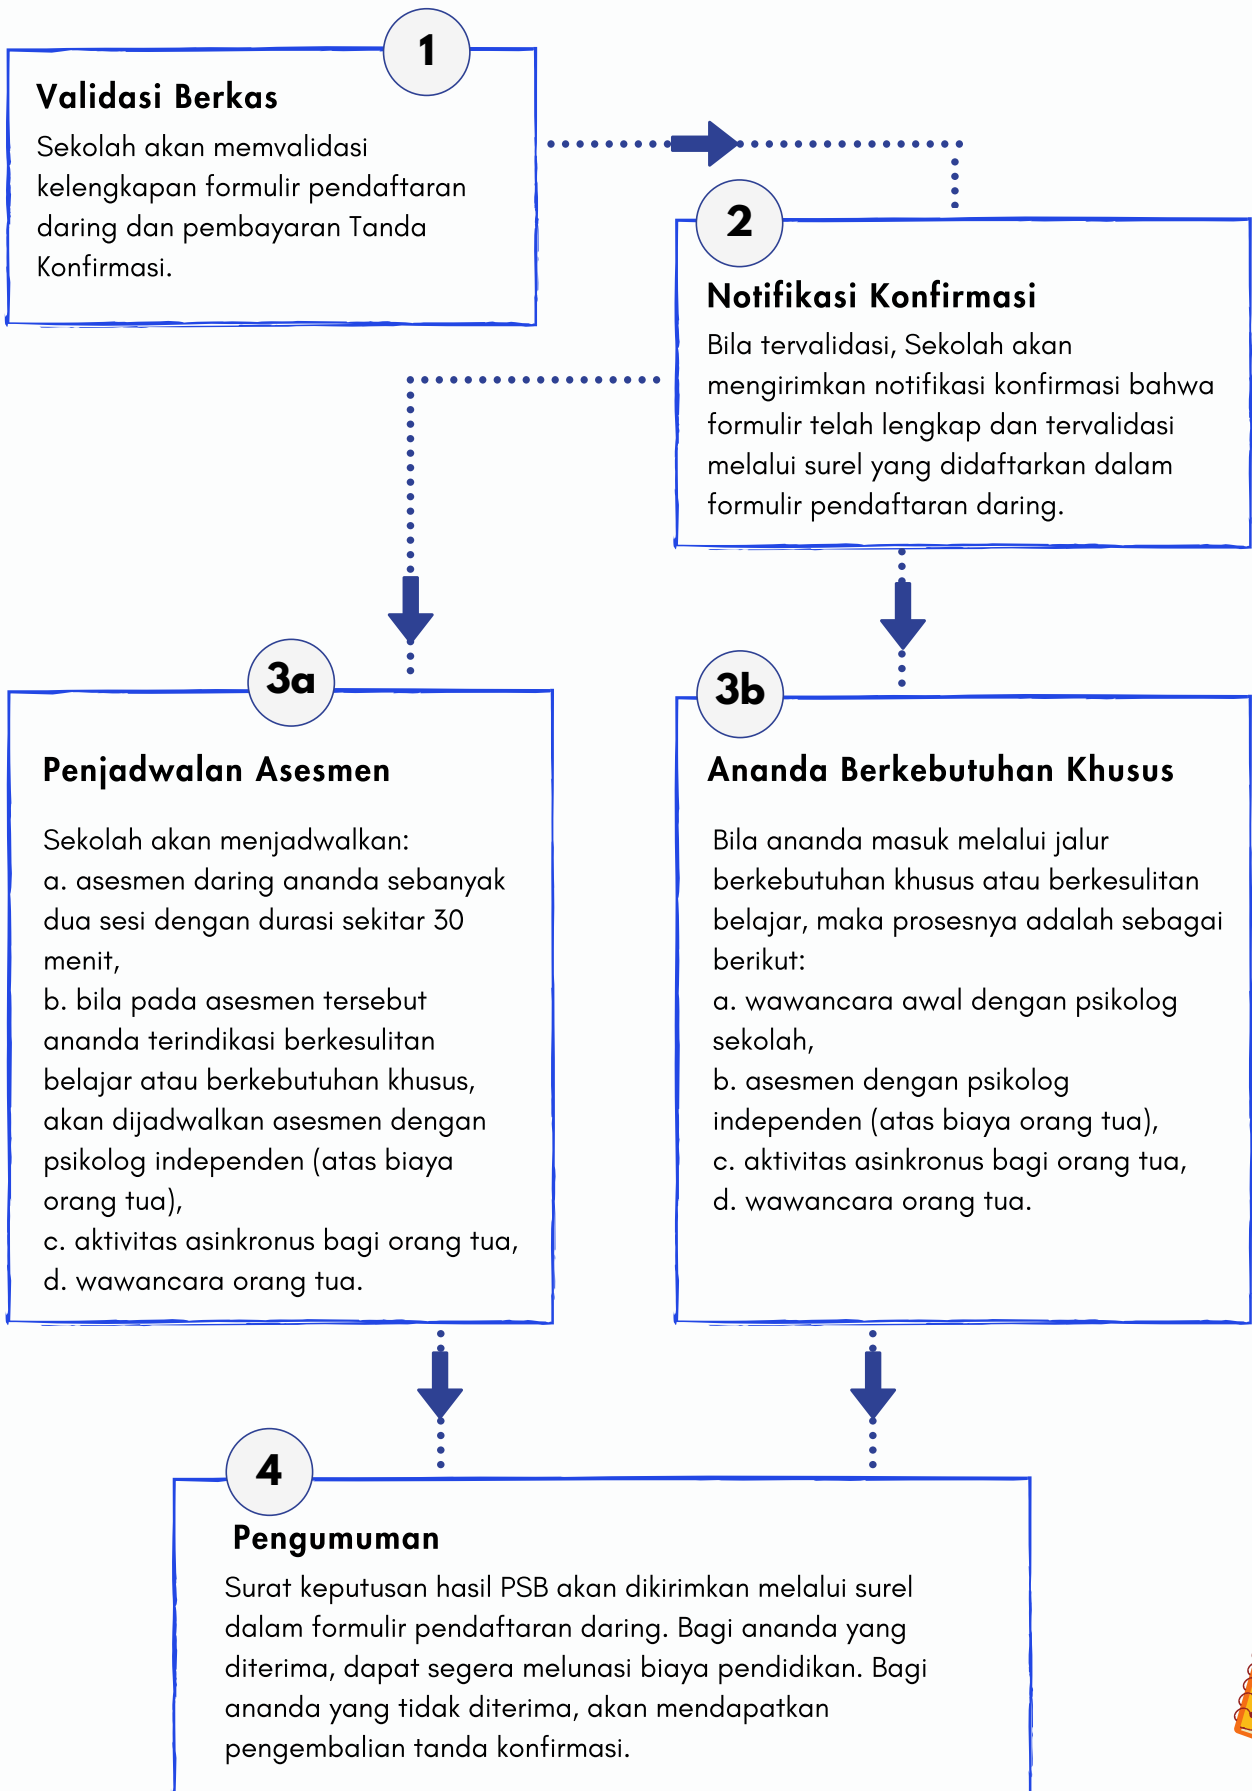 1
Validasi Berkas
Sekolah akan memvalidasi
kelengkapan formulir pendaftaran
daring dan pembayaran Tanda
Konfirmasi.
2
Notifikasi Konfirmasi
Bila tervalidasi, Sekolah akan
mengirimkan notifikasi konfirmasi bahwa
formulir telah lengkap dan tervalidasi
melalui surel yang didaftarkan dalam
formulir pendaftaran daring.
3a
Penjadwalan Asesmen
Sekolah akan menjadwalkan:
a. asesmen daring ananda sebanyak
dua sesi dengan durasi sekitar 30
menit,
b. bila pada asesmen tersebut
ananda terindikasi berkesulitan
belajar atau berkebutuhan khusus,
akan dijadwalkan asesmen dengan
psikolog independen (atas biaya
orang tua),
c. aktivitas asinkronus bagi orang tua,
d. wawancara orang tua.
3b
Ananda Berkebutuhan Khusus
Bila ananda masuk melalui jalur
berkebutuhan khusus atau berkesulitan
belajar, maka prosesnya adalah sebagai
berikut:
a. wawancara awal dengan psikolog
sekolah,
b. asesmen dengan psikolog
independen (atas biaya orang tua),
c. aktivitas asinkronus bagi orang tua,
d. wawancara orang tua.
4
Pengumuman
Surat keputusan hasil PSB akan dikirimkan melalui surel
dalam formulir pendaftaran daring. Bagi ananda yang
diterima, dapat segera melunasi biaya pendidikan. Bagi
ananda yang tidak diterima, akan mendapatkan
pengembalian tanda konfirmasi.